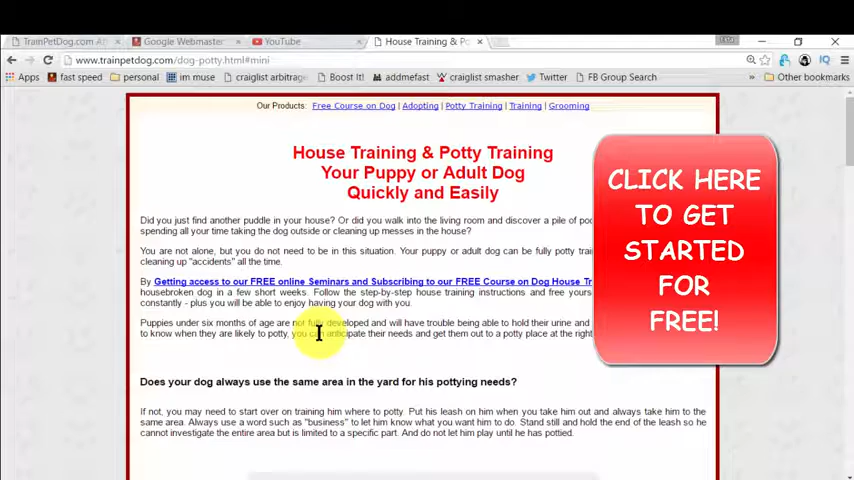 TrainPetDog.com Af
Google Webmaster
YouTube
House Training & Po
www.trainpetdog.com/dog-potty.html#mini
Apps fast speed personal im muse craiglist arbitrage Boost It! addmefast craiglist smasher Twitter FB Group Search » Other bookmarks
Our Products: Free Course on Dog | Adopting | Potty Training | Training | Grooming
House Training & Potty Training
Your Puppy or Adult Dog
Quickly and Easily
Did you just find another puddle in your house? Or did you walk into the living room and discover a pile of poo
spending all your time taking the dog outside or cleaning up messes in the house?
You are not alone, but you do not need to be in this situation. Your puppy or adult dog can be fully potty trai
cleaning up "accidents" all the time.
By Getting access to our FREE online Seminars and Subscribing to our FREE Course on Dog House Tr
housebroken dog in a few short weeks. Follow the step-by-step house training instructions and free yours
constantly - plus you will be able to enjoy having your dog with you.
Puppies under six months of age are not fully developed and will have trouble being able to hold their urine and
to know when they are likely to potty, you can anticipate their needs and get them out to a potty place at the right
CLICK HERE
TO GET
STARTED
FOR
FREE!
Does your dog always use the same area in the yard for his pottying needs?
If not, you may need to start over on training him where to potty. Put his leash on him when you take him out and always take him to the
same area. Always use a word such as "business" to let him know what you want him to do. Stand still and hold the end of the leash so he
cannot investigate the entire area but is limited to a specific part. And do not let him play until he has pottied.